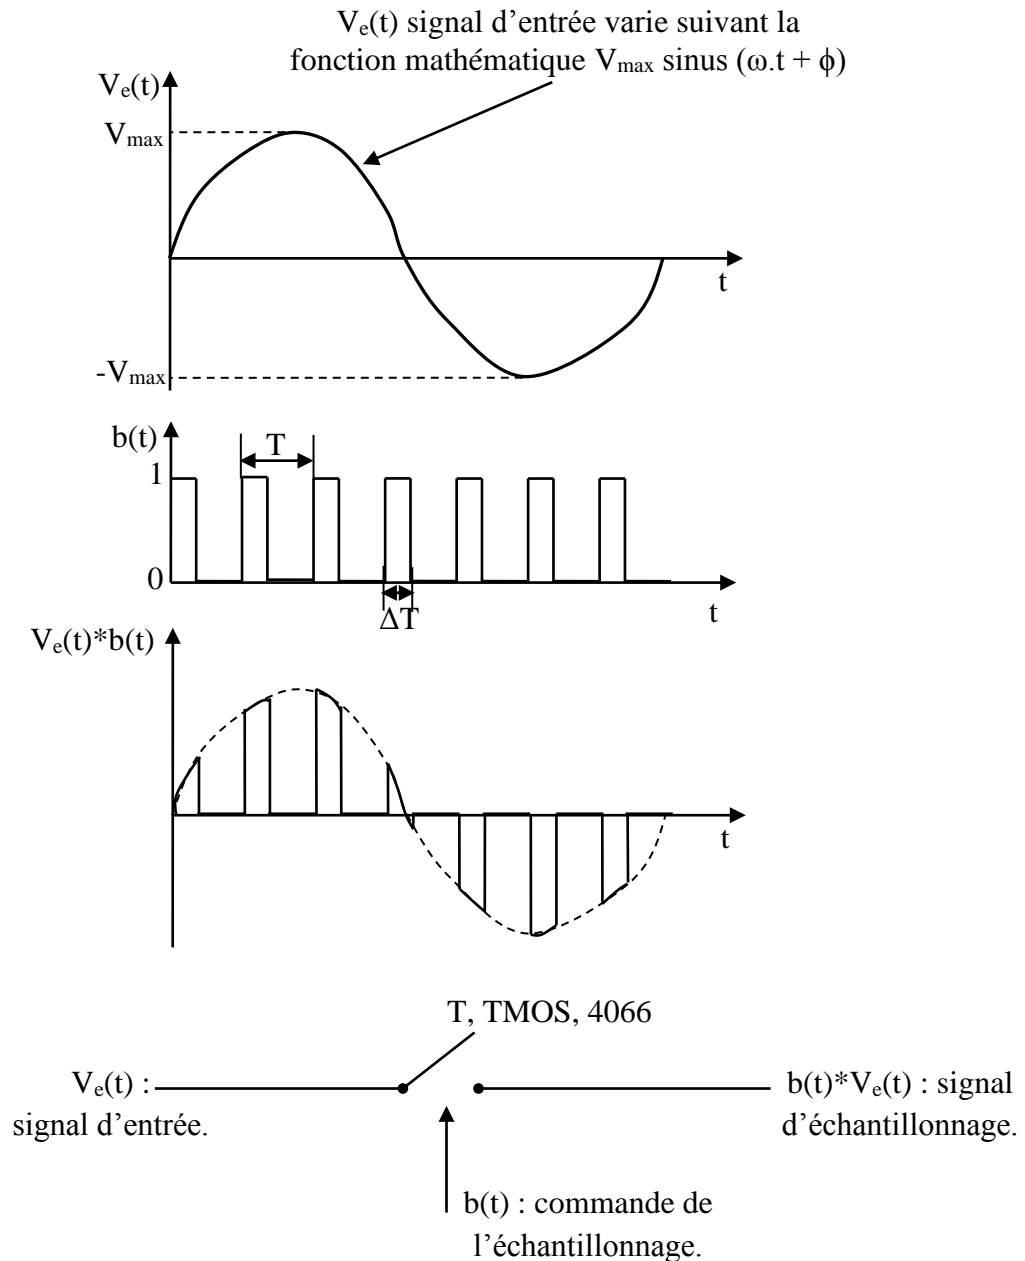 Vₑ(t) signal d’entrée varie suivant la
fonction mathématique Vₘₐₓ sinus (ω.t + ϕ)
Vₑ(t)
Vₘₐₓ
t
-Vₘₐₓ
b(t)
T
1
0
t
ΔT
Vₑ(t)*b(t)
t
T, TMOS, 4066
Vₑ(t) :
signal d’entrée.
b(t)*Vₑ(t) : signal
d’échantillonnage.
b(t) : commande de
l’échantillonnage.